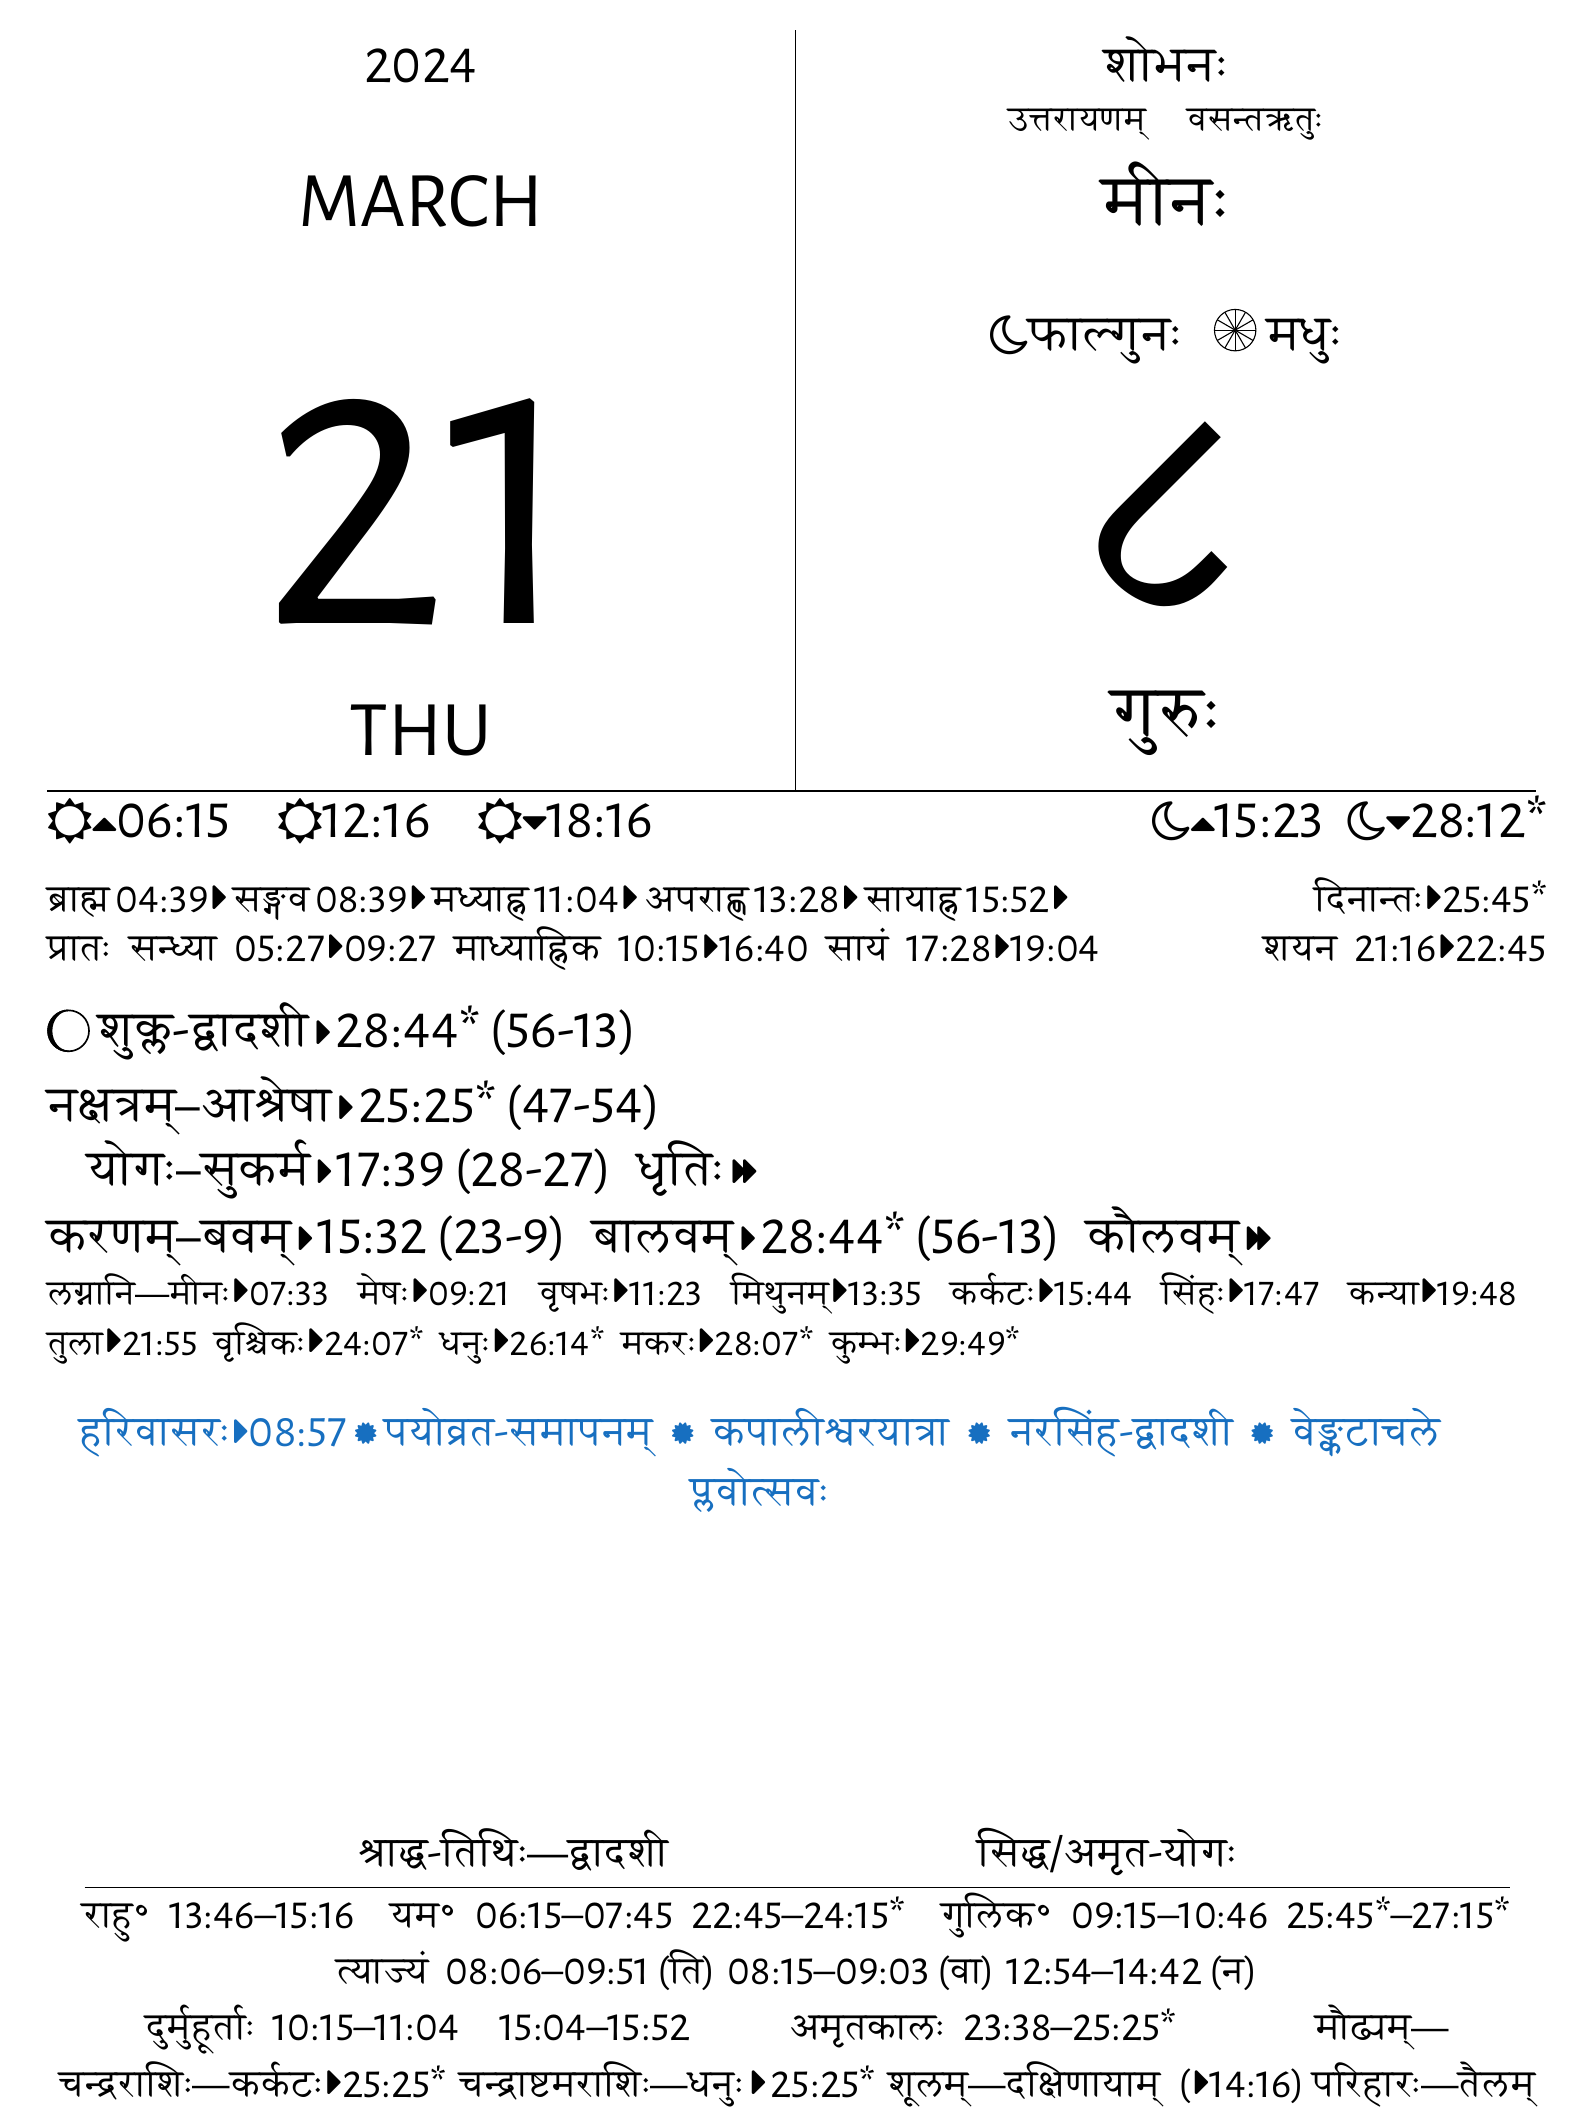 2024
MARCH
21
THU
शोभनः
उत्तरायणम् वसन्तऋतुः
मीनः
फाल्गुनः मधुः
८
गुरुः
06:15 12:16 18:16 15:23 28:12*
ब्राह्म 04:39 सङ्गव 08:39 मध्याह्न 11:04 अपराह्ण 13:28 सायाह्न 15:52 दिनान्तः 25:45*
प्रातः सन्ध्या 05:27 09:27 माध्याह्निक 10:15 16:40 सायं 17:28 19:04 शयन 21:16 22:45
शुक्ल-द्वादशी 28:44* (56-13)
नक्षत्रम्–आश्रेषा 25:25* (47-54)
योगः–सुकर्म 17:39 (28-27) धृतिः
करणम्–बवम् 15:32 (23-9) बालवम् 28:44* (56-13) कौलवम्
लग्नानि—मीनः 07:33 मेषः 09:21 वृषभः 11:23 मिथुनम् 13:35 कर्कटः 15:44 सिंहः 17:47 कन्या 19:48
तुला 21:55 वृश्चिकः 24:07* धनुः 26:14* मकरः 28:07* कुम्भः 29:49*
हरिवासरः 08:57 पयोव्रत-समापनम् कपालीश्वरयात्रा नरसिंह-द्वादशी वेङ्कटाचले
प्लवोत्सवः
श्राद्ध-तिथिः—द्वादशी सिद्ध/अमृत-योगः
राहु॰ 13:46–15:16 यम॰ 06:15–07:45 22:45–24:15* गुलिक॰ 09:15–10:46 25:45*–27:15*
त्याज्यं 08:06–09:51 (ति) 08:15–09:03 (वा) 12:54–14:42 (न)
दुर्मुहूर्ताः 10:15–11:04 15:04–15:52 अमृतकालः 23:38–25:25* मौढ्यम्—
चन्द्रराशिः—कर्कटः 25:25* चन्द्राष्टमराशिः—धनुः 25:25* शूलम्—दक्षिणायाम् (14:16) परिहारः—तैलम्